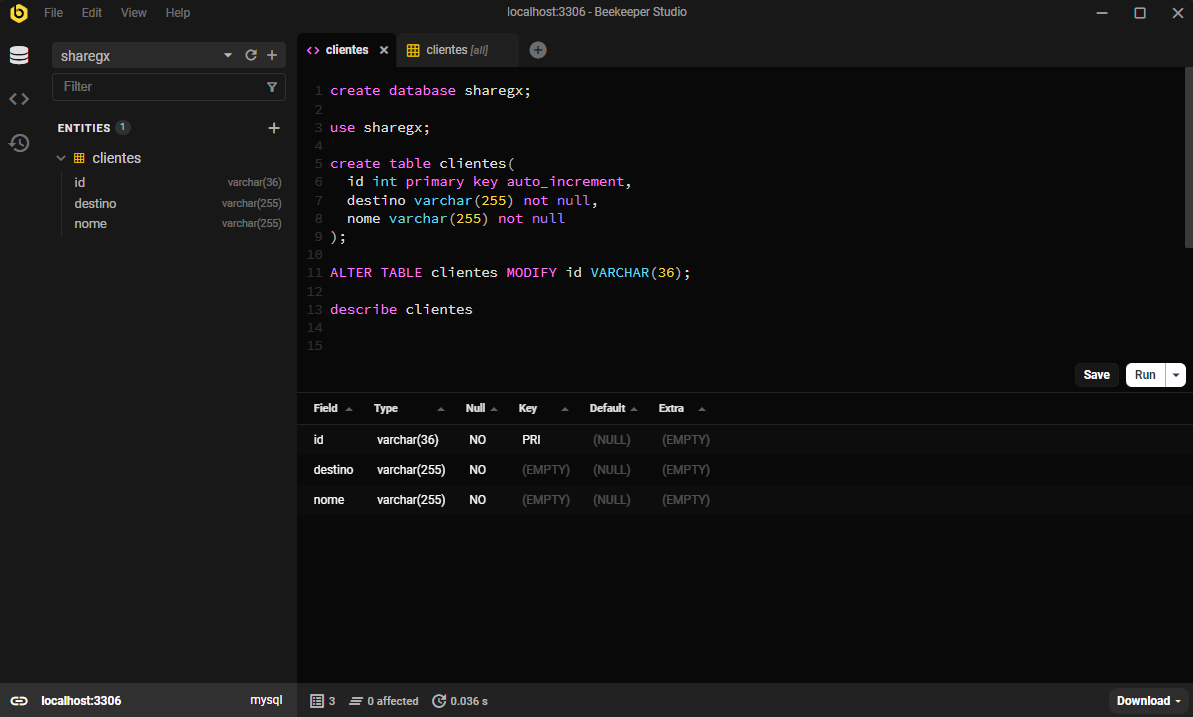 File Edit View Help
localhost:3306 - Beekeeper Studio
sharegx
Filter
ENTITIES 1
clientes
id varchar(36)
destino varchar(255)
nome varchar(255)
clientes
clientes [all]
1 create database sharegx;
2
3 use sharegx;
4
5 create table clientes(
6 id int primary key auto_increment,
7 destino varchar(255) not null,
8 nome varchar(255) not null
9 );
10
11 ALTER TABLE clientes MODIFY id VARCHAR(36);
12
13 describe clientes
14
15
Save Run
Field Type Null Key Default Extra
id varchar(36) NO PRI (NULL) (EMPTY)
destino varchar(255) NO (EMPTY) (NULL) (EMPTY)
nome varchar(255) NO (EMPTY) (NULL) (EMPTY)
localhost:3306 mysql
3 0 affected 0.036 s
Download